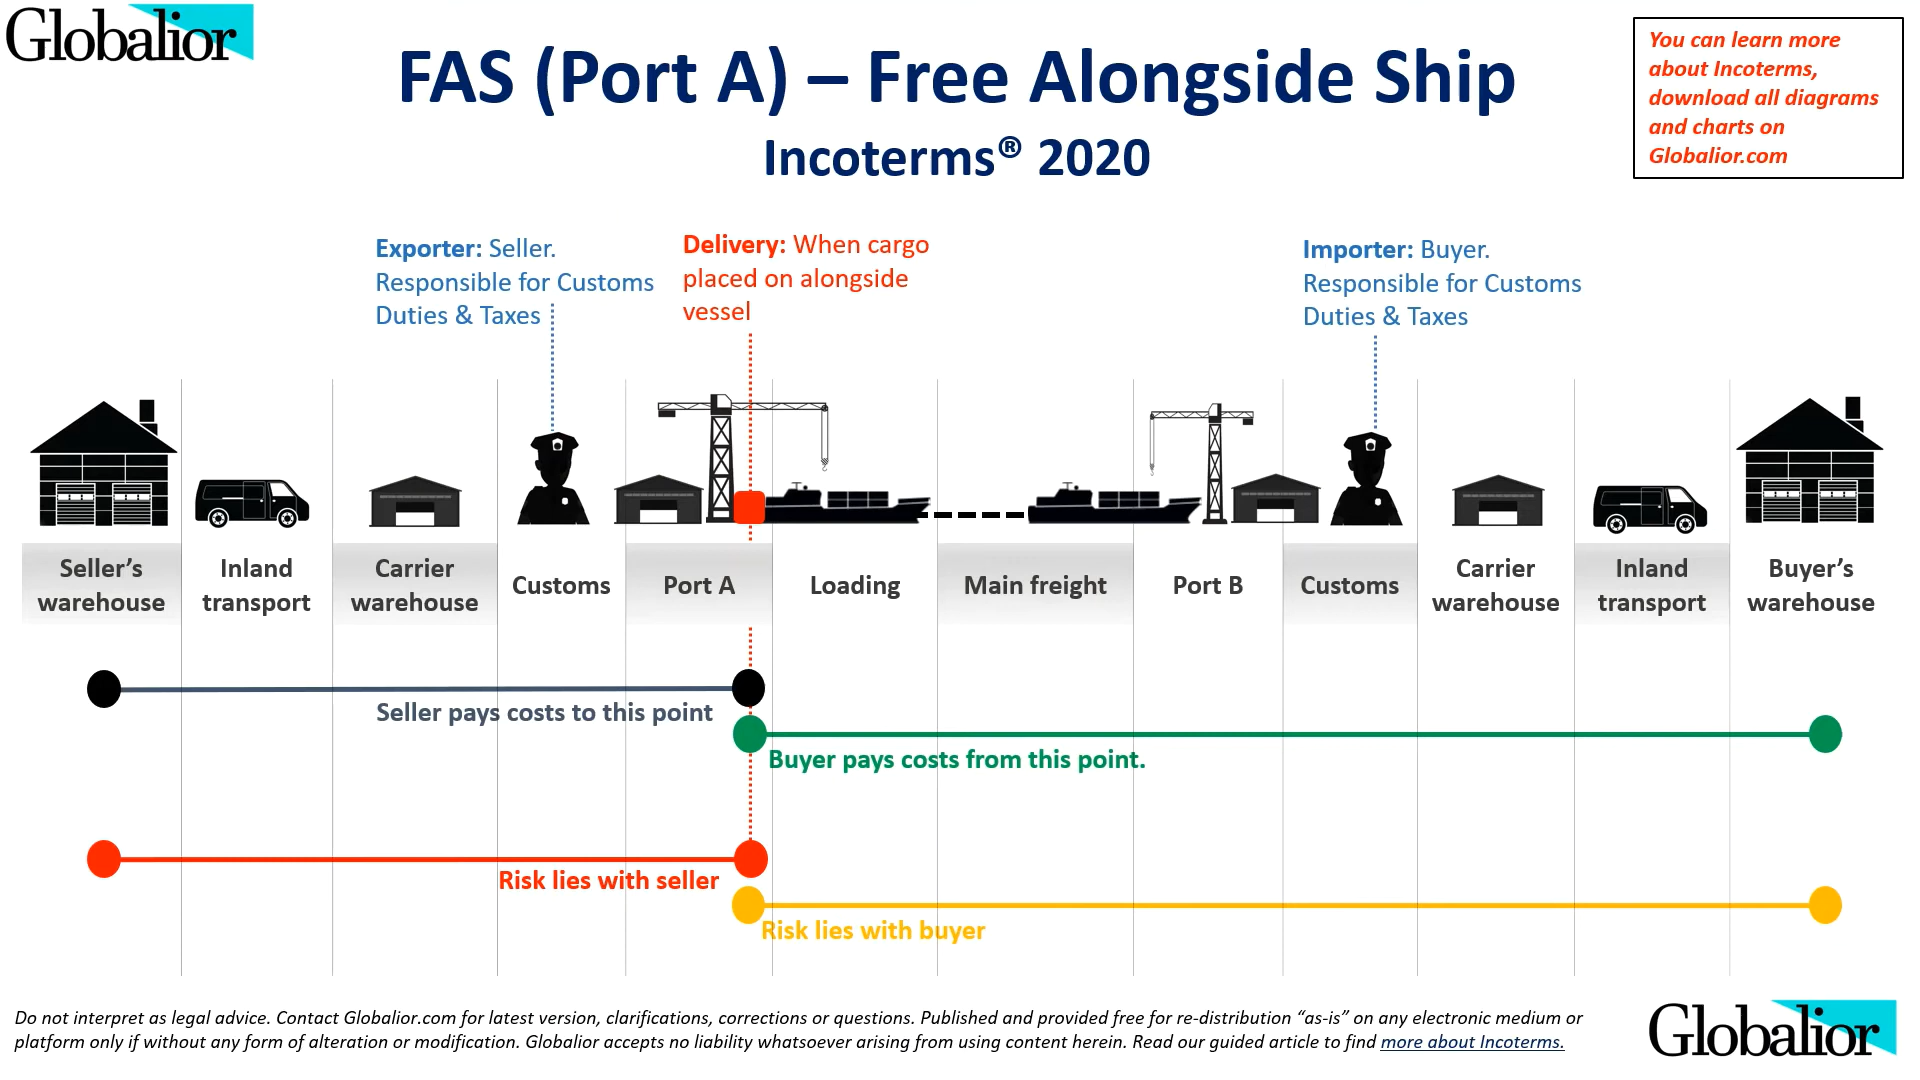 Globalior
FAS (Port A) – Free Alongside Ship
Incoterms® 2020
You can learn more
about Incoterms,
download all diagrams
and charts on
Globalior.com
Exporter: Seller.
Responsible for Customs
Duties & Taxes
Delivery: When cargo
placed on alongside
vessel
Importer: Buyer.
Responsible for Customs
Duties & Taxes
Seller’s
warehouse
Inland
transport
Carrier
warehouse
Customs
Port A
Loading
Main freight
Port B
Customs
Carrier
warehouse
Inland
transport
Buyer’s
warehouse
Seller pays costs to this point
Buyer pays costs from this point.
Risk lies with seller
Risk lies with buyer
Do not interpret as legal advice. Contact Globalior.com for latest version, clarifications, corrections or questions. Published and provided free for re-distribution “as-is” on any electronic medium or
platform only if without any form of alteration or modification. Globalior accepts no liability whatsoever arising from using content herein. Read our guided article to find more about Incoterms.
Globalior